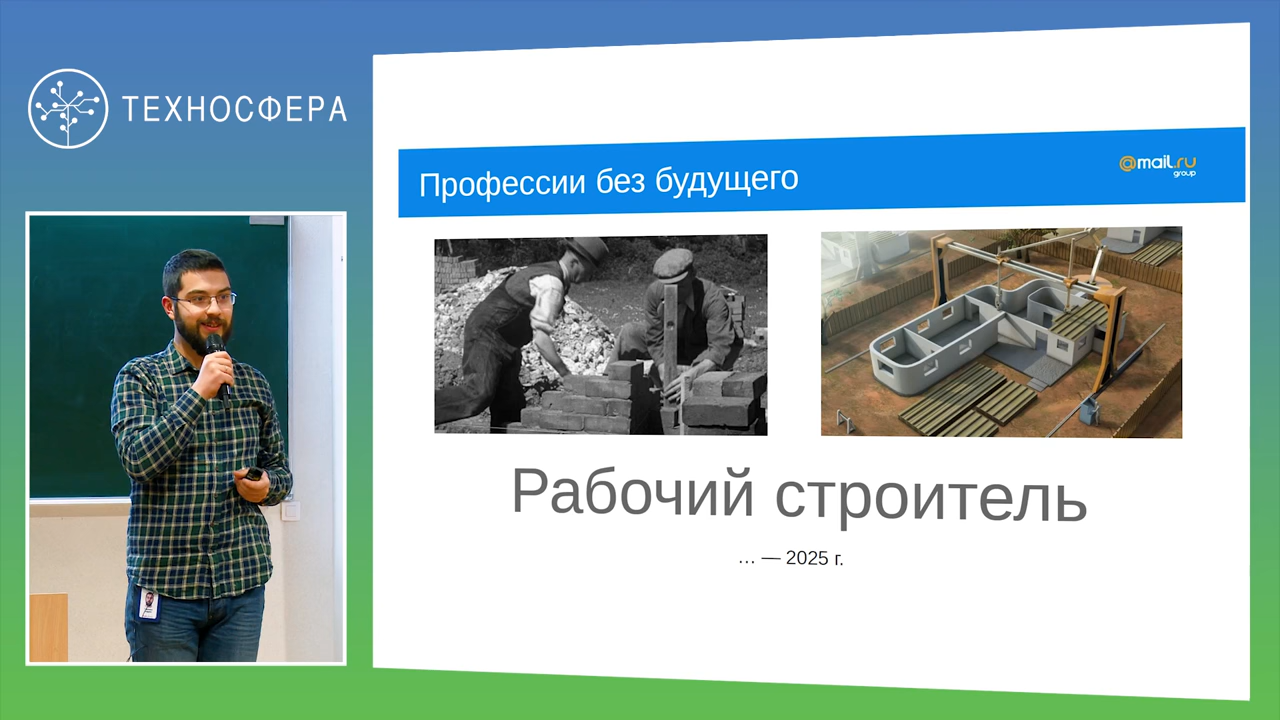 ТЕХНОСФЕРА
Профессии без будущего
@mail.ru
group
Рабочий строитель
... — 2025 г.